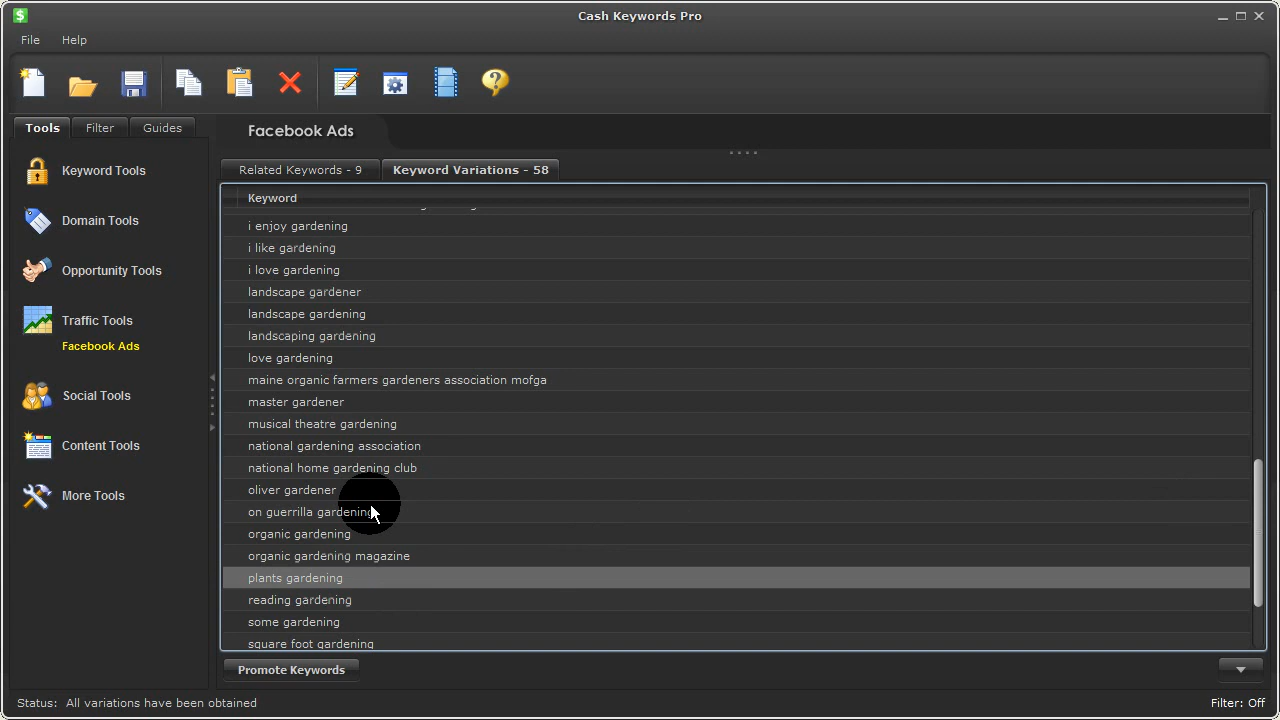 Cash Keywords Pro
File Help
Tools Filter Guides
Facebook Ads
Related Keywords - 9 Keyword Variations - 58
Keyword Tools
Domain Tools
Opportunity Tools
Traffic Tools
Facebook Ads
Social Tools
Content Tools
More Tools
Keyword
i enjoy gardening
i like gardening
i love gardening
landscape gardener
landscape gardening
landscaping gardening
love gardening
maine organic farmers gardeners association mofga
master gardener
musical theatre gardening
national gardening association
national home gardening club
oliver gardener
on guerrilla gardening
organic gardening
organic gardening magazine
plants gardening
reading gardening
some gardening
square foot gardening
Promote Keywords
Status: All variations have been obtained
Filter: Off